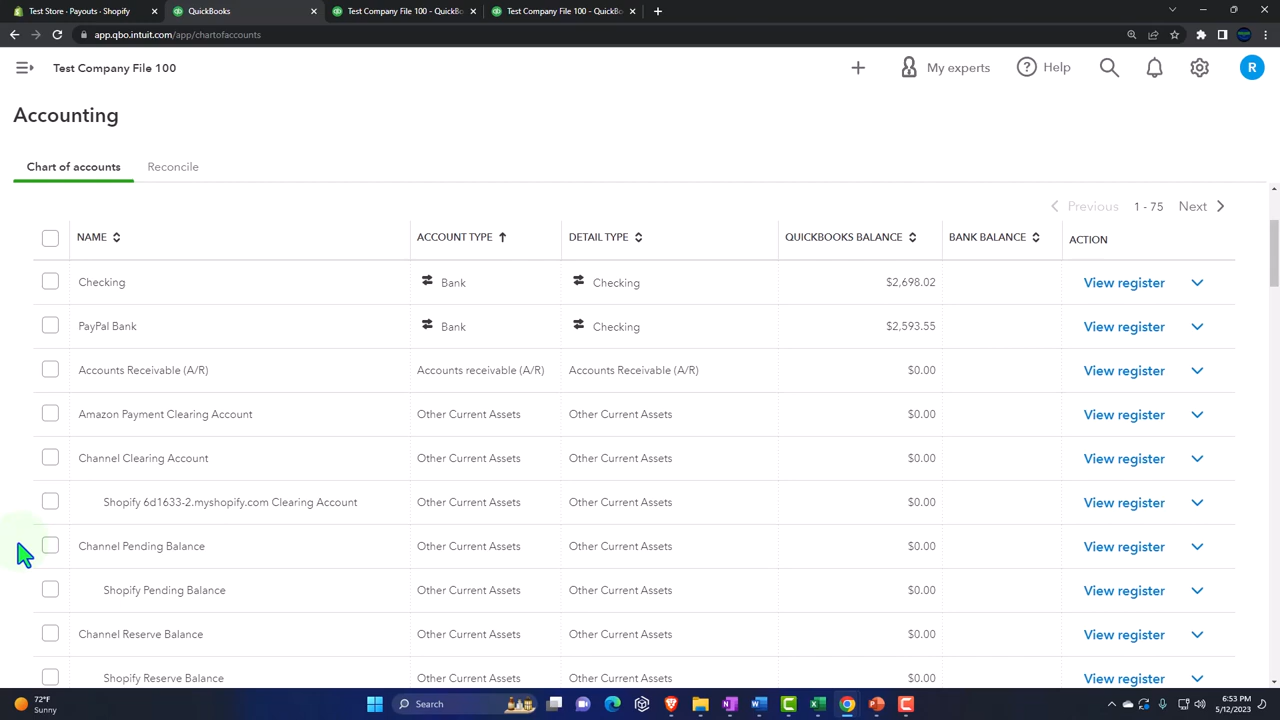 Test Store · Payouts · Shopify
QuickBooks
Test Company File 100 - QuickBo
Test Company File 100 - QuickBo
app.qbo.intuit.com/app/chartofaccounts
Test Company File 100
My experts
Help
R
Accounting
Chart of accounts
Reconcile
Previous 1 - 75 Next
NAME ACCOUNT TYPE DETAIL TYPE QUICKBOOKS BALANCE BANK BALANCE ACTION
Checking Bank Checking $2,698.02 View register
PayPal Bank Bank Checking $2,593.55 View register
Accounts Receivable (A/R) Accounts receivable (A/R) Accounts Receivable (A/R) $0.00 View register
Amazon Payment Clearing Account Other Current Assets Other Current Assets $0.00 View register
Channel Clearing Account Other Current Assets Other Current Assets $0.00 View register
Shopify 6d1633-2.myshopify.com Clearing Account Other Current Assets Other Current Assets $0.00 View register
Channel Pending Balance Other Current Assets Other Current Assets $0.00 View register
Shopify Pending Balance Other Current Assets Other Current Assets $0.00 View register
Channel Reserve Balance Other Current Assets Other Current Assets $0.00 View register
Shopify Reserve Balance Other Current Assets Other Current Assets $0.00 View register
72°F
Sunny
Search
6:53 PM
5/12/2023